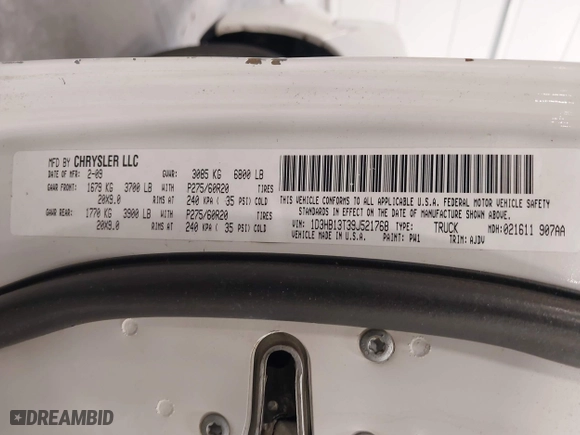 MFD BY CHRYSLER LLC
DATE OF MFR: 2-09 GVWR: 3085 KG 6800 LB
GAWR FRONT: 1679 KG 3700 LB WITH P275/60R20 TIRES
20X9.0 RIMS AT 240 KPA ( 35 PSI) COLD
GAWR REAR: 1770 KG 3900 LB WITH P275/60R20 TIRES
20X9.0 RIMS AT 240 KPA ( 35 PSI) COLD
THIS VEHICLE CONFORMS TO ALL APPLICABLE U.S.A. FEDERAL MOTOR VEHICLE SAFETY
STANDARDS IN EFFECT ON THE DATE OF MANUFACTURE SHOWN ABOVE.
VIN: 1D3HB13T39J521768 TYPE: TRUCK MDH: 021611 907AA
VEHICLE MADE IN U.S.A. PAINT: PW1 TRIM: AJDV
DREAMBID